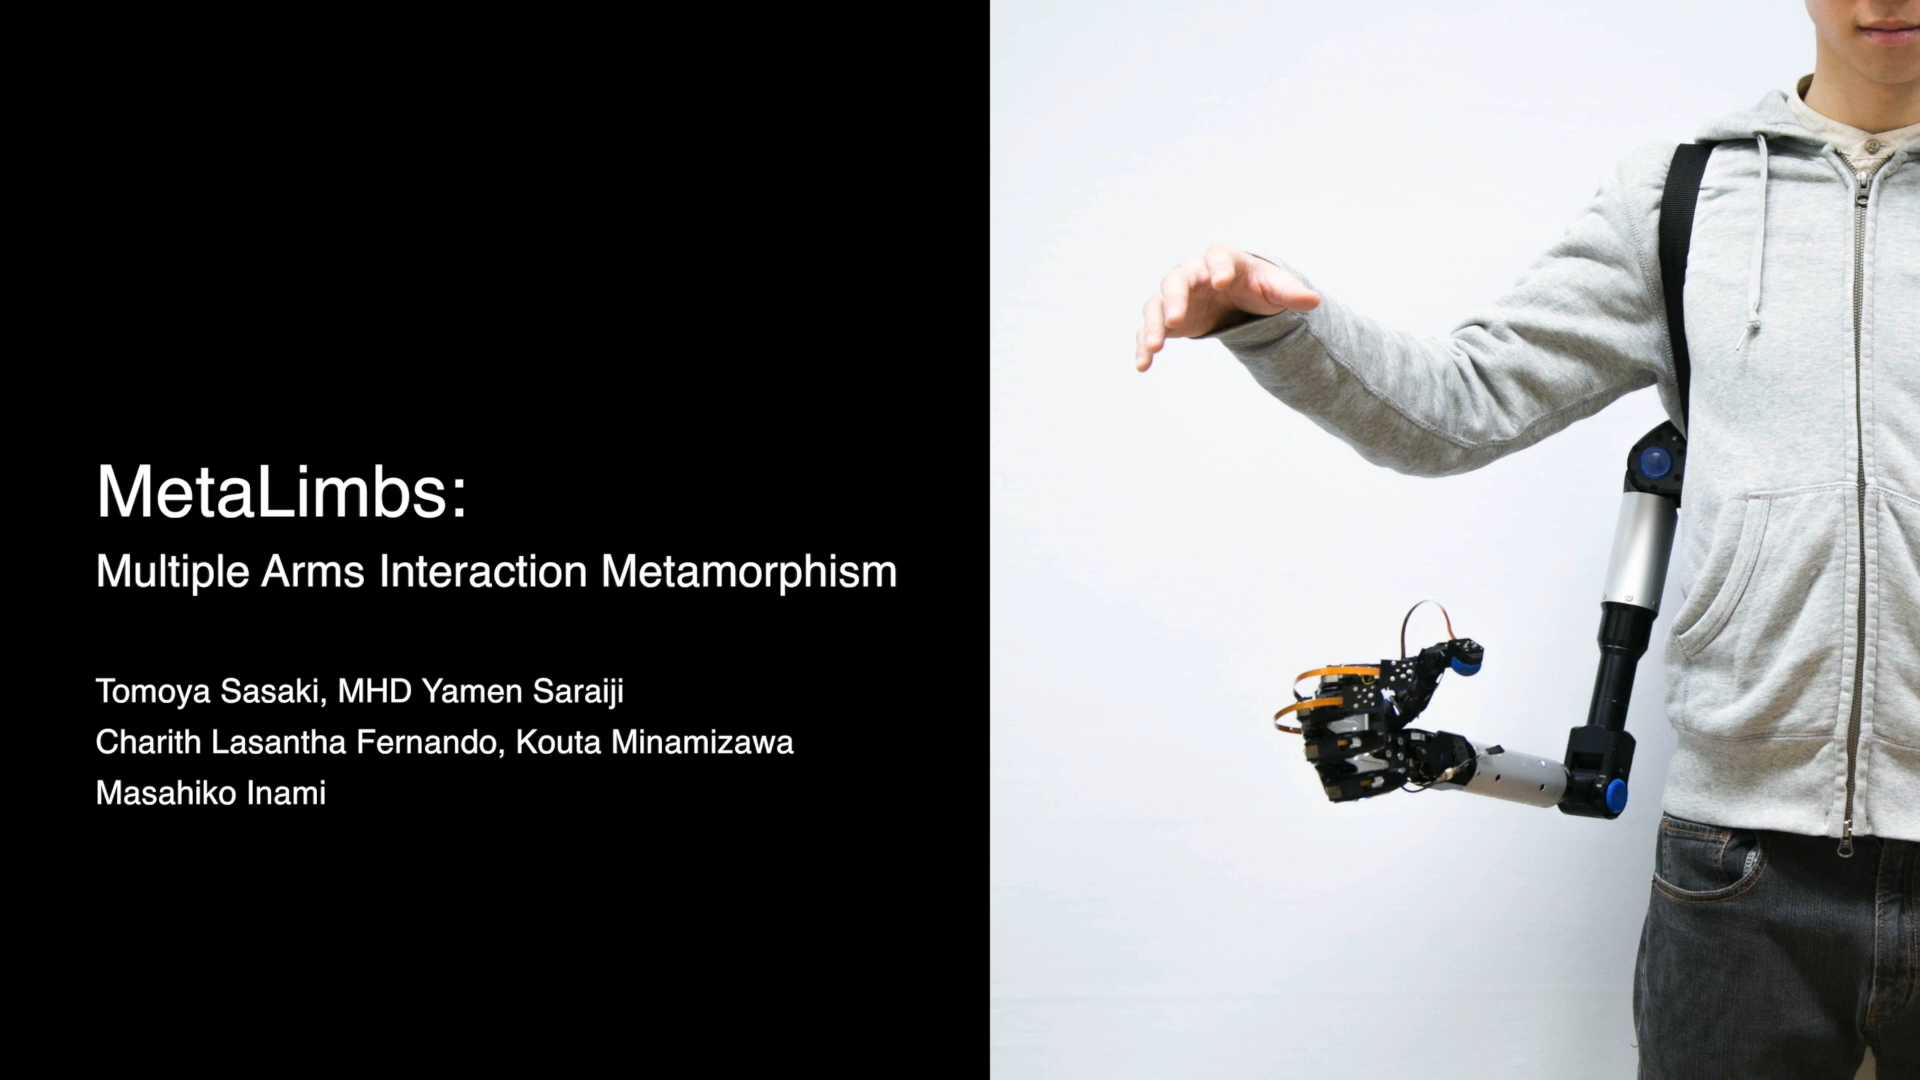 MetaLimbs:
Multiple Arms Interaction Metamorphism
Tomoya Sasaki, MHD Yamen Saraiji
Charith Lasantha Fernando, Kouta Minamizawa
Masahiko Inami